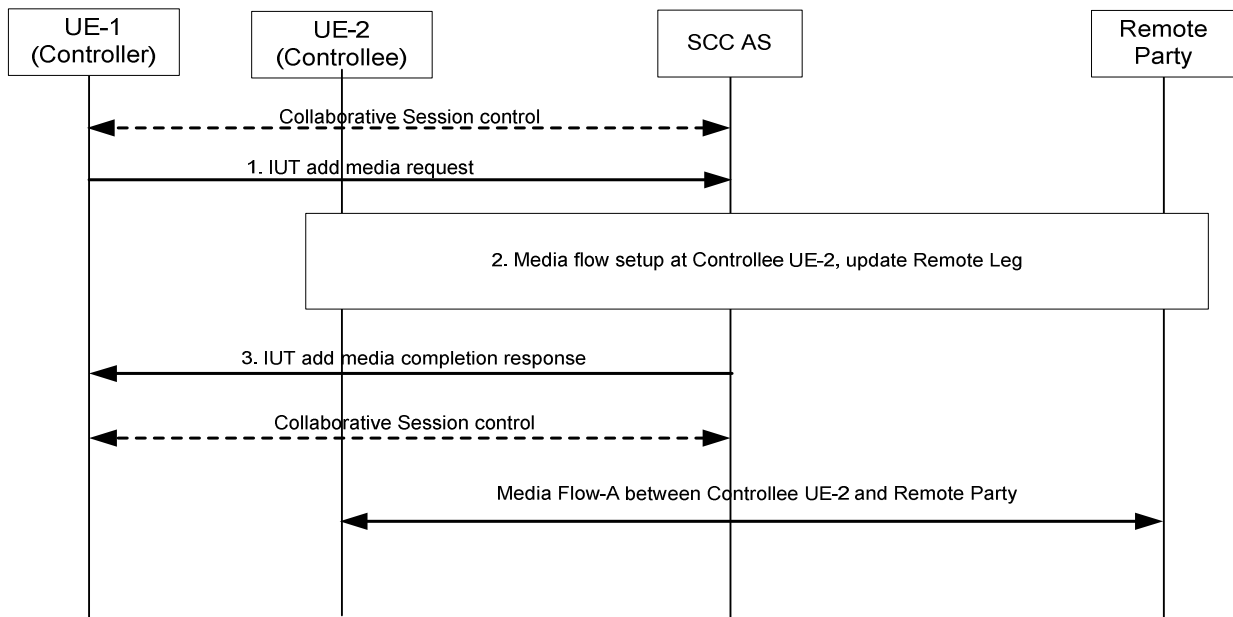 UE-1
(Controller)
UE-2
(Controllee)
SCC AS
Remote
Party
Collaborative Session control
1. IUT add media request
2. Media flow setup at Controllee UE-2, update Remote Leg
3. IUT add media completion response
Collaborative Session control
Media Flow-A between Controllee UE-2 and Remote Party